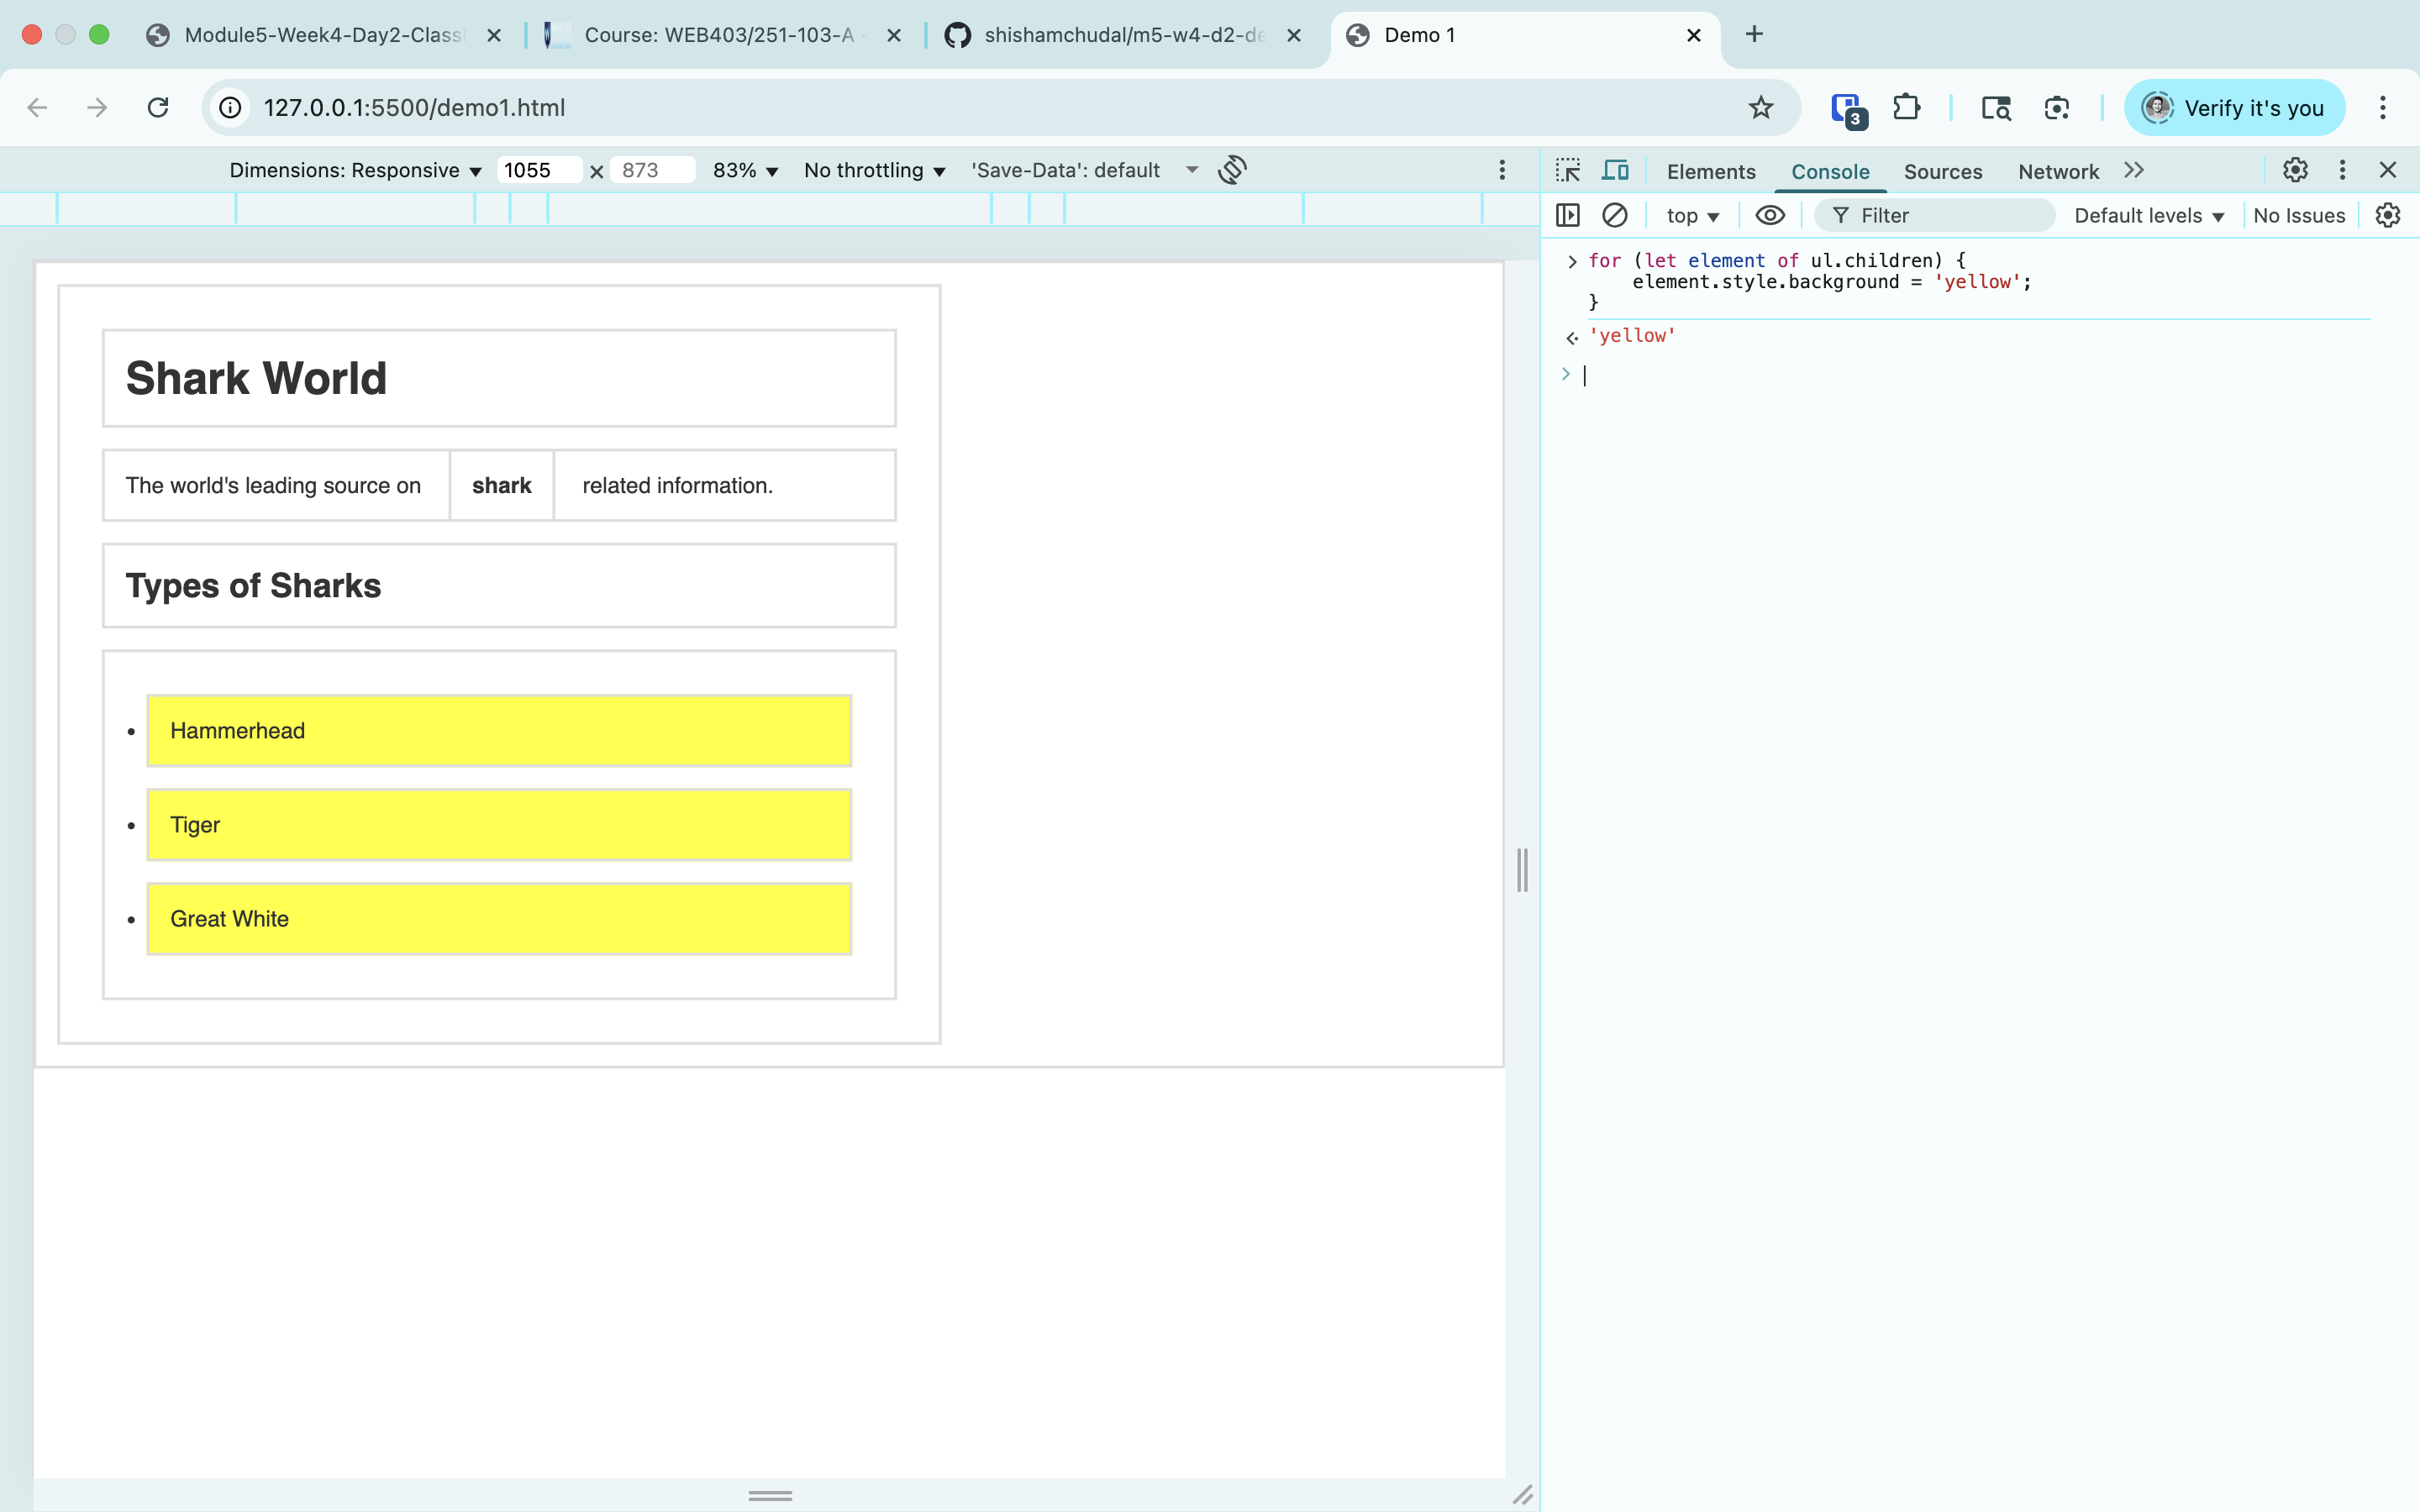 Module5-Week4-Day2-Class
Course: WEB403/251-103-A -
shishamchudal/m5-w4-d2-de
Demo 1
127.0.0.1:5500/demo1.html
3
Verify it's you
Dimensions: Responsive ▼ 1055 × 873 83% ▼ No throttling ▼ 'Save-Data': default
Elements Console Sources Network
top ▼ Filter Default levels ▼ No Issues
Shark World
The world's leading source on shark related information.
Types of Sharks
• Hammerhead
• Tiger
• Great White
for (let element of ul.children) {
    element.style.background = 'yellow';
}
'yellow'